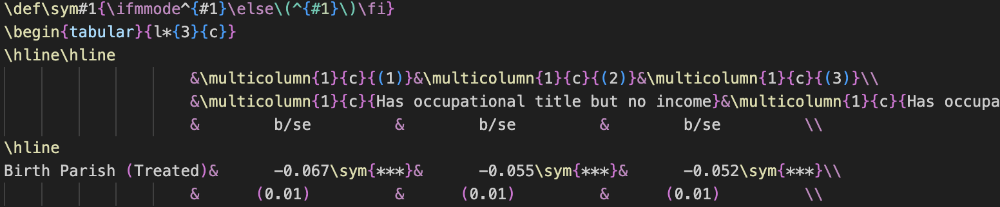 \def\sym#1{\ifmmode^{#1}\else\(^{#1}\)\fi}
\begin{tabular}{l*{3}{c}}
\hline\hline
&\multicolumn{1}{c}{(1)}&\multicolumn{1}{c}{(2)}&\multicolumn{1}{c}{(3)}\\
&\multicolumn{1}{c}{Has occupational title but no income}&\multicolumn{1}{c}{Has occupa
& b/se & b/se & b/se \\
\hline
Birth Parish (Treated)& -0.067\sym{***}& -0.055\sym{***}& -0.052\sym{***}\\
& (0.01) & (0.01) & (0.01) \\